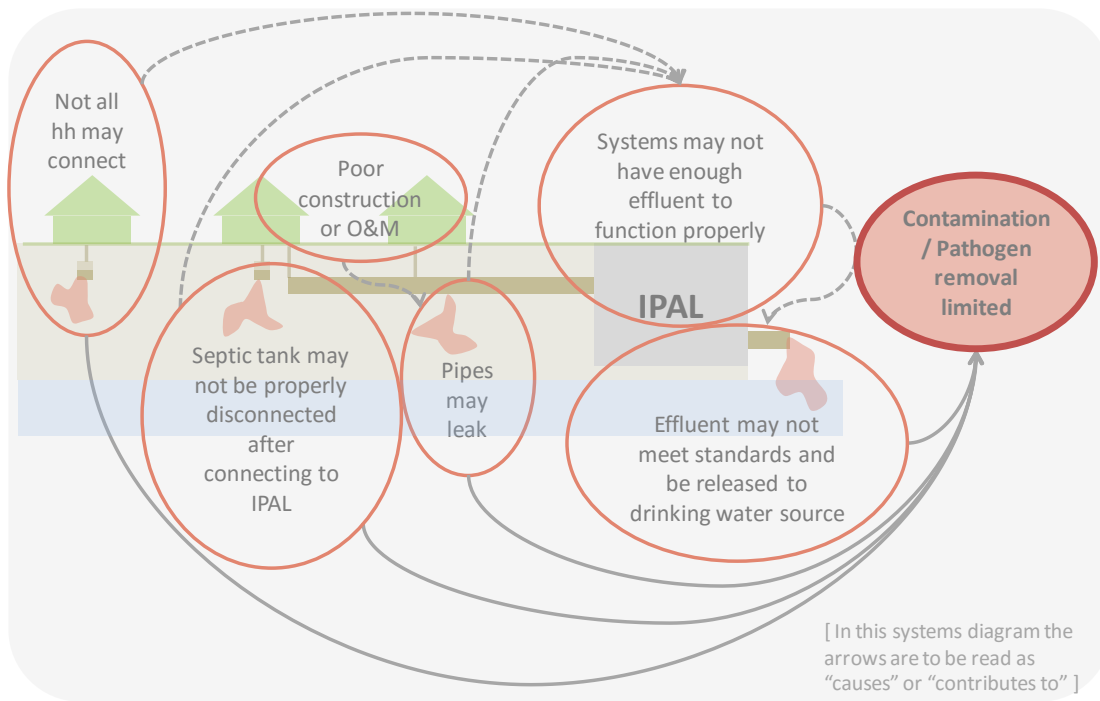 Not all
hh may
connect
Poor
construction
or O&M
Systems may not
have enough
effluent to
function properly
Contamination
/ Pathogen
removal
limited
IPAL
Septic tank may
not be properly
disconnected
after
connecting to
IPAL
Pipes
may
leak
Effluent may not
meet standards and
be released to
drinking water source
[ In this systems diagram the
arrows are to be read as
“causes” or “contributes to” ]